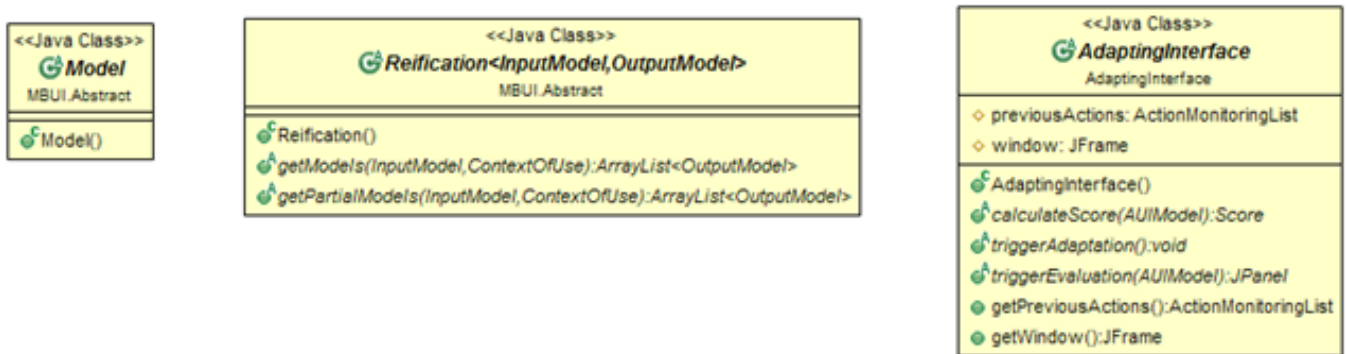 <<Java Class>>
Model
MBUI.Abstract
Model()
<<Java Class>>
Reification<InputModel,OutputModel>
MBUI.Abstract
Reification()
getModels(InputModel,ContextOfUse):ArrayList<OutputModel>
getPartialModels(InputModel,ContextOfUse):ArrayList<OutputModel>
<<Java Class>>
AdaptingInterface
AdaptingInterface
previousActions: ActionMonitoringList
window: JFrame
AdaptingInterface()
calculateScore(AUIModel):Score
triggerAdaptation():void
triggerEvaluation(AUIModel):JPanel
getPreviousActions():ActionMonitoringList
getWindow():JFrame